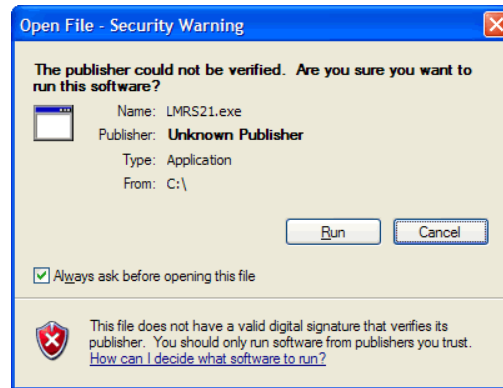 Open File - Security Warning
The publisher could not be verified.  Are you sure you want to
run this software?
Name: LMRS21.exe
Publisher: Unknown Publisher
Type: Application
From: C:\
Run Cancel
Always ask before opening this file
This file does not have a valid digital signature that verifies its
publisher.  You should only run software from publishers you trust.
How can I decide what software to run?